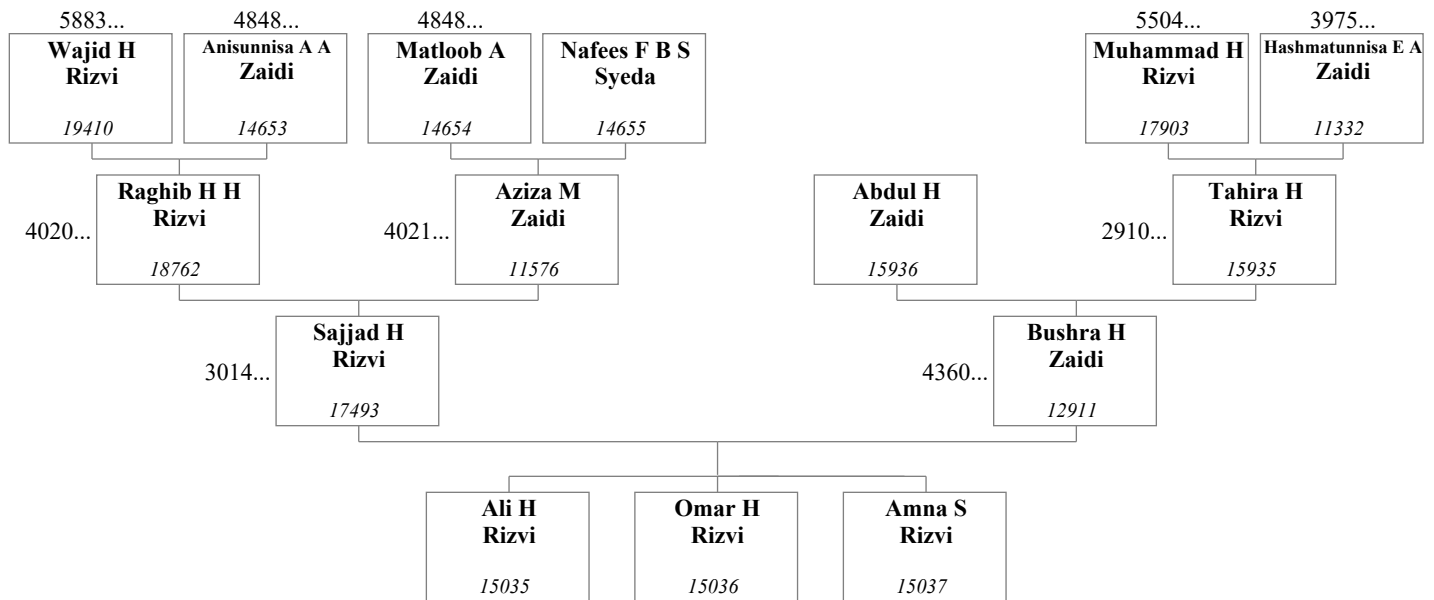 5883... 4848... 4848... 5504... 3975...
Wajid H Anisunnisa A A Matloob A Nafees F B S Muhammad H Hashmatunnisa E A
Rizvi Zaidi Zaidi Syeda Rizvi Zaidi
19410 14653 14654 14655 17903 11332
Raghib H H Aziza M Abdul H Tahira H
Rizvi Zaidi Zaidi Rizvi
4020... 4021... 2910...
18762 11576 15936 15935
Sajjad H Bushra H
Rizvi Zaidi
3014... 4360...
17493 12911
Ali H Omar H Amna S
Rizvi Rizvi Rizvi
15035 15036 15037